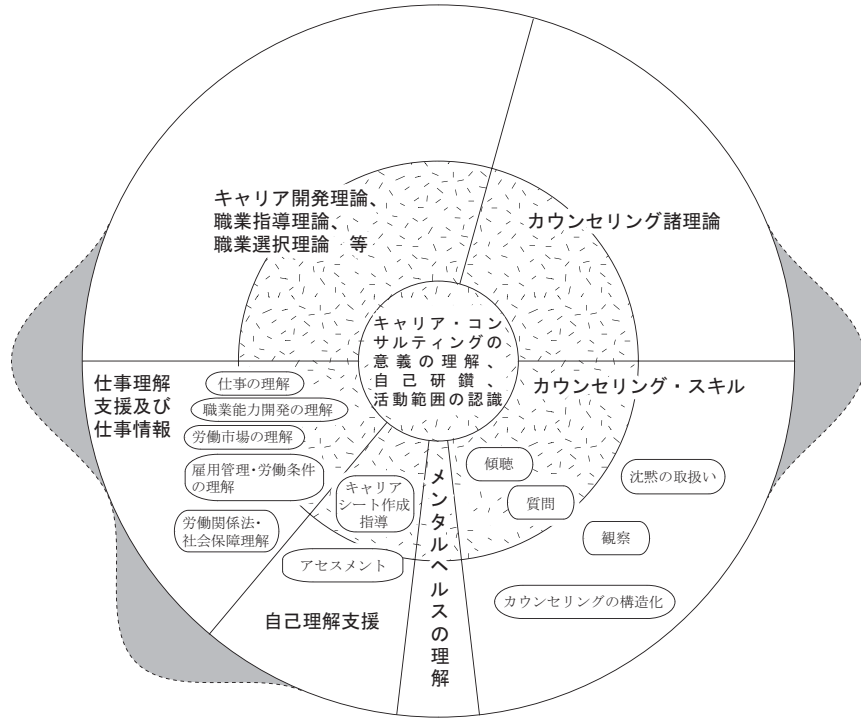 キャリア開発理論、
職業指導理論、
職業選択理論　等
カウンセリング諸理論
キャリア・コン
サルティングの
意義の理解、
自己研鑽、
活動範囲の認識
仕事理解
支援及び
仕事情報
仕事の理解
職業能力開発の理解
労働市場の理解
雇用管理・労働条件
の理解
労働関係法・
社会保障理解
キャリア
シート作成
指導
アセスメント
自己理解支援
メンタルヘルスの理解
カウンセリング・スキル
傾聴
質問
沈黙の取扱い
観察
カウンセリングの構造化